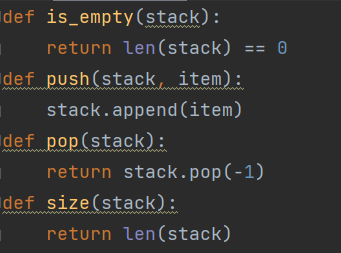 def is_empty(stack):
    return len(stack) == 0
def push(stack, item):
    stack.append(item)
def pop(stack):
    return stack.pop(-1)
def size(stack):
    return len(stack)